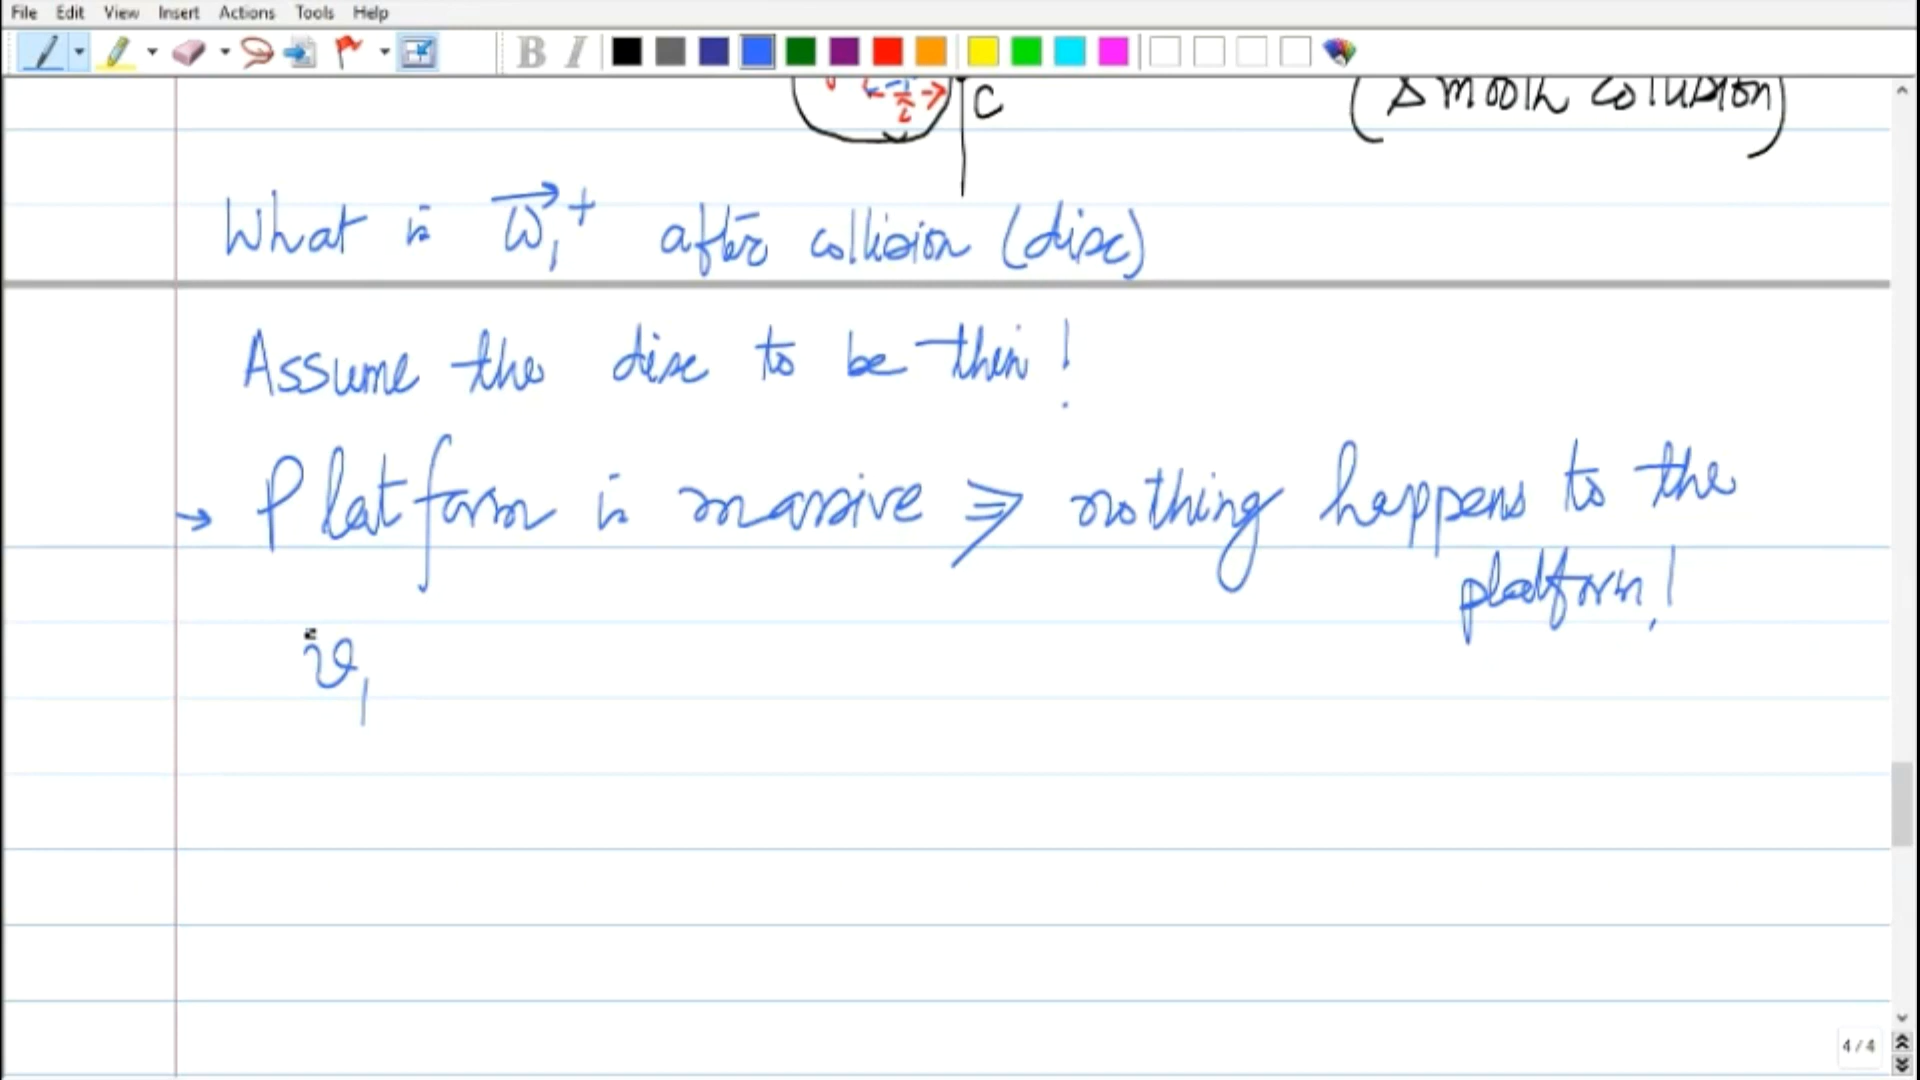 File Edit View Insert Actions Tools Help
B I
C (smooth collision)
What is ω₁⁺ after collision (disc)
Assume the disc to be thin!
→ Platform is massive ⇒ nothing happens to the
platform!
v₁
4 / 4